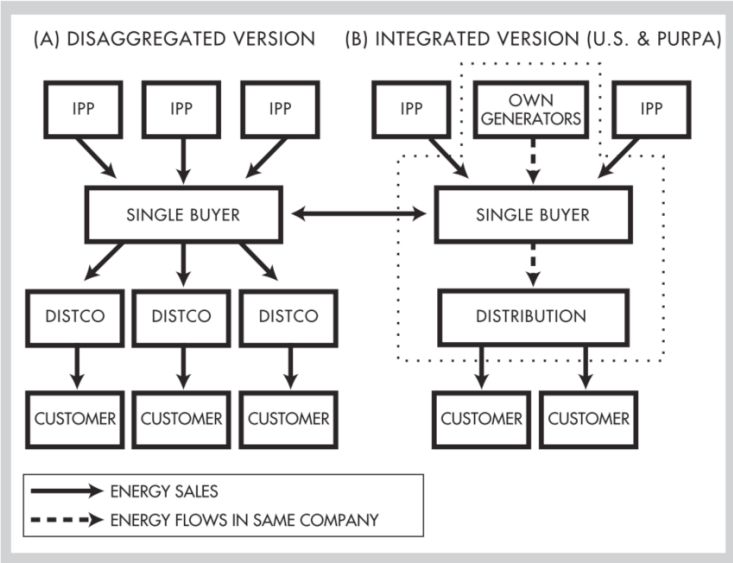 (A) DISAGGREGATED VERSION
(B) INTEGRATED VERSION (U.S. & PURPA)
IPP
IPP
IPP
IPP
OWN
GENERATORS
IPP
SINGLE BUYER
SINGLE BUYER
DISTCO
DISTCO
DISTCO
DISTRIBUTION
CUSTOMER
CUSTOMER
CUSTOMER
CUSTOMER
CUSTOMER
ENERGY SALES
ENERGY FLOWS IN SAME COMPANY